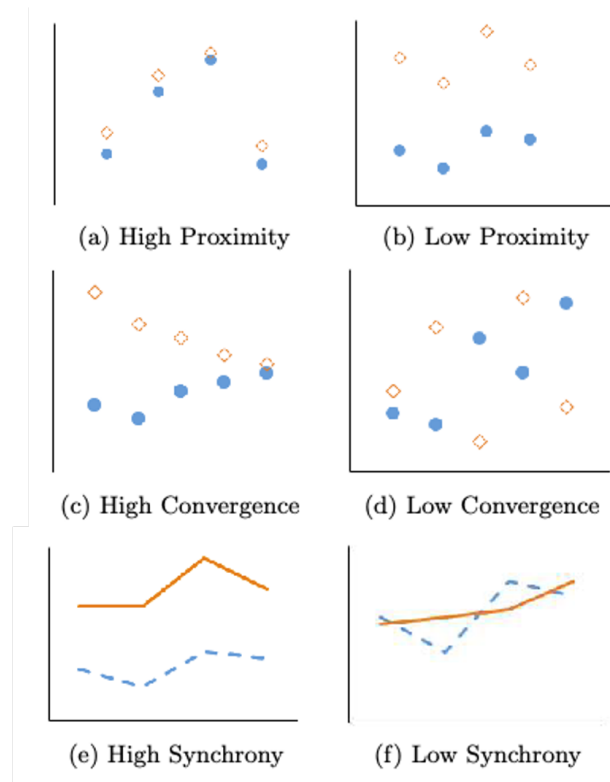 (a) High Proximity
(b) Low Proximity
(c) High Convergence
(d) Low Convergence
(e) High Synchrony
(f) Low Synchrony